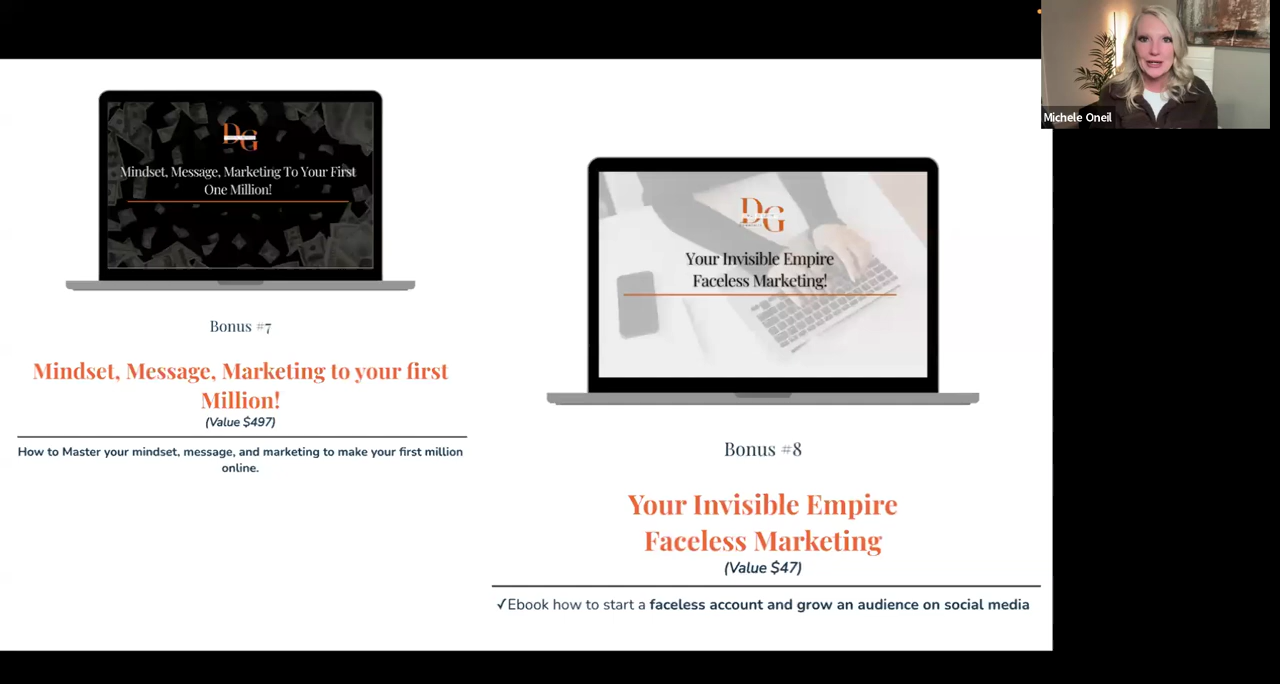 Michele Oneil
DG
Mindset, Message, Marketing To Your First
One Million!
Bonus #7
Mindset, Message, Marketing to your first
Million!
(Value $497)
How to Master your mindset, message, and marketing to make your first million
online.
DG
Your Invisible Empire
Faceless Marketing!
Bonus #8
Your Invisible Empire
Faceless Marketing
(Value $47)
✓Ebook how to start a faceless account and grow an audience on social media